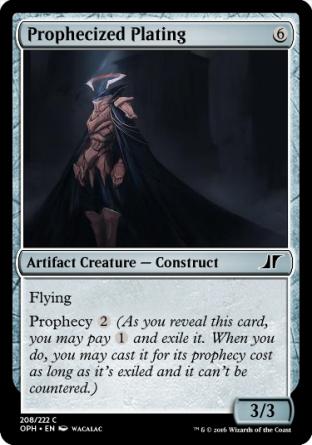 Prophecized Plating 6
Artifact Creature — Construct
Flying
Prophecy 2 (As you reveal this card,
you may pay 1 and exile it. When you
do, you may cast it for its prophecy cost
as long as it's exiled and it can't be
countered.)
3/3
208/222 C
OPH • EN WACALAC
™ & © 2016 Wizards of the Coast